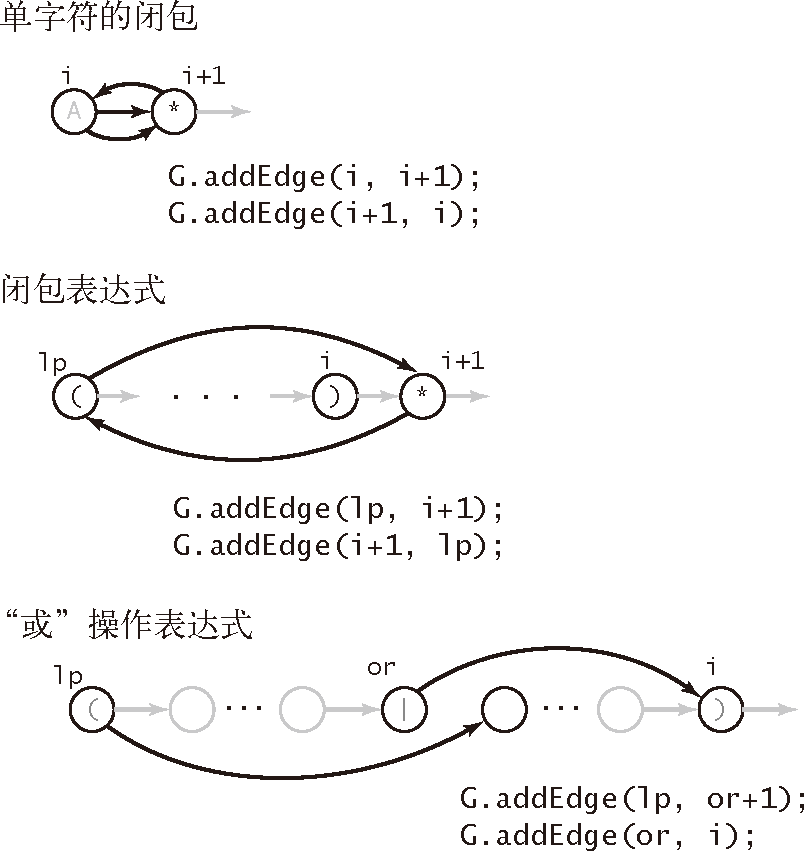 单字符的闭包
i i+1
A *
G.addEdge(i, i+1);
G.addEdge(i+1, i);
闭包表达式
lp i i+1
( . . . ) *
G.addEdge(lp, i+1);
G.addEdge(i+1, lp);
“或”操作表达式
lp or i
( ... | ... )
G.addEdge(lp, or+1);
G.addEdge(or, i);